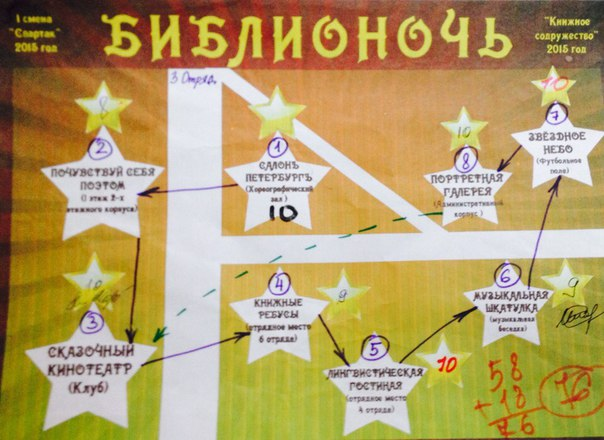 I смена
"Спартак"
2015 год
БИБЛИОНОЧЬ
"Книжное
содружество"
2015 год
3 Отряд.
8
2
ПОЧУВСТВУЙ СЕБЯ
ПОЭТОМ
(I этаж 2-х
этажного корпуса)
1
САЛОНЪ
ПЕТЕРБУРГЪ
(Хореографический
зал)
10
10
8
ПОРТРЕТНАЯ
ГАЛЕРЕЯ
(Административный
корпус)
10
7
ЗВЁЗДНОЕ
НЕБО
(Футбольное
поле)
10
3
СКАЗОЧНЫЙ
КИНОТЕАТР
(Клуб)
4
КНИЖНЫЕ
РЕБУСЫ
(отрядное место
6 отряда)
9
5
ЛИНГВИСТИЧЕСКАЯ
ГОСТИНАЯ
(отрядное место
4 отряда)
10
6
МУЗЫКАЛЬНАЯ
ШКАТУЛКА
(музыкальная
беседка)
9
58
+ 18
76
76